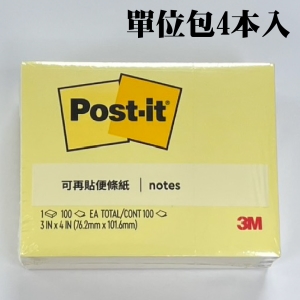 單位包4本入
Post-it
可再貼便條紙 | notes
1 100 EA TOTAL/CONT 100
3 IN x 4 IN (76.2mm x 101.6mm)
3M